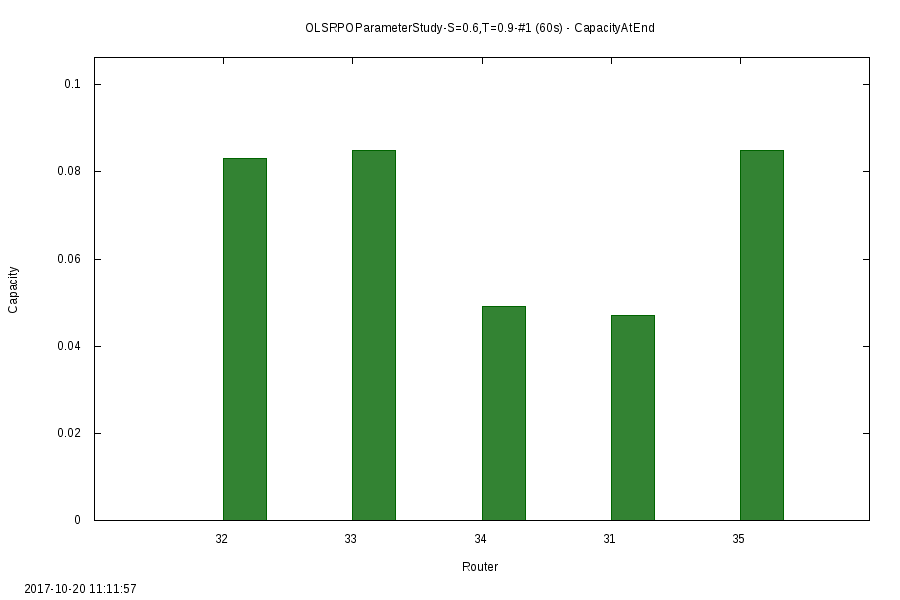 OLSRPOParameterStudy-S=0.6,T=0.9-#1 (60s) - CapacityAtEnd
0.1
0.08
0.06
0.04
0.02
0
Capacity
32 33 34 31 35
Router
2017-10-20 11:11:57